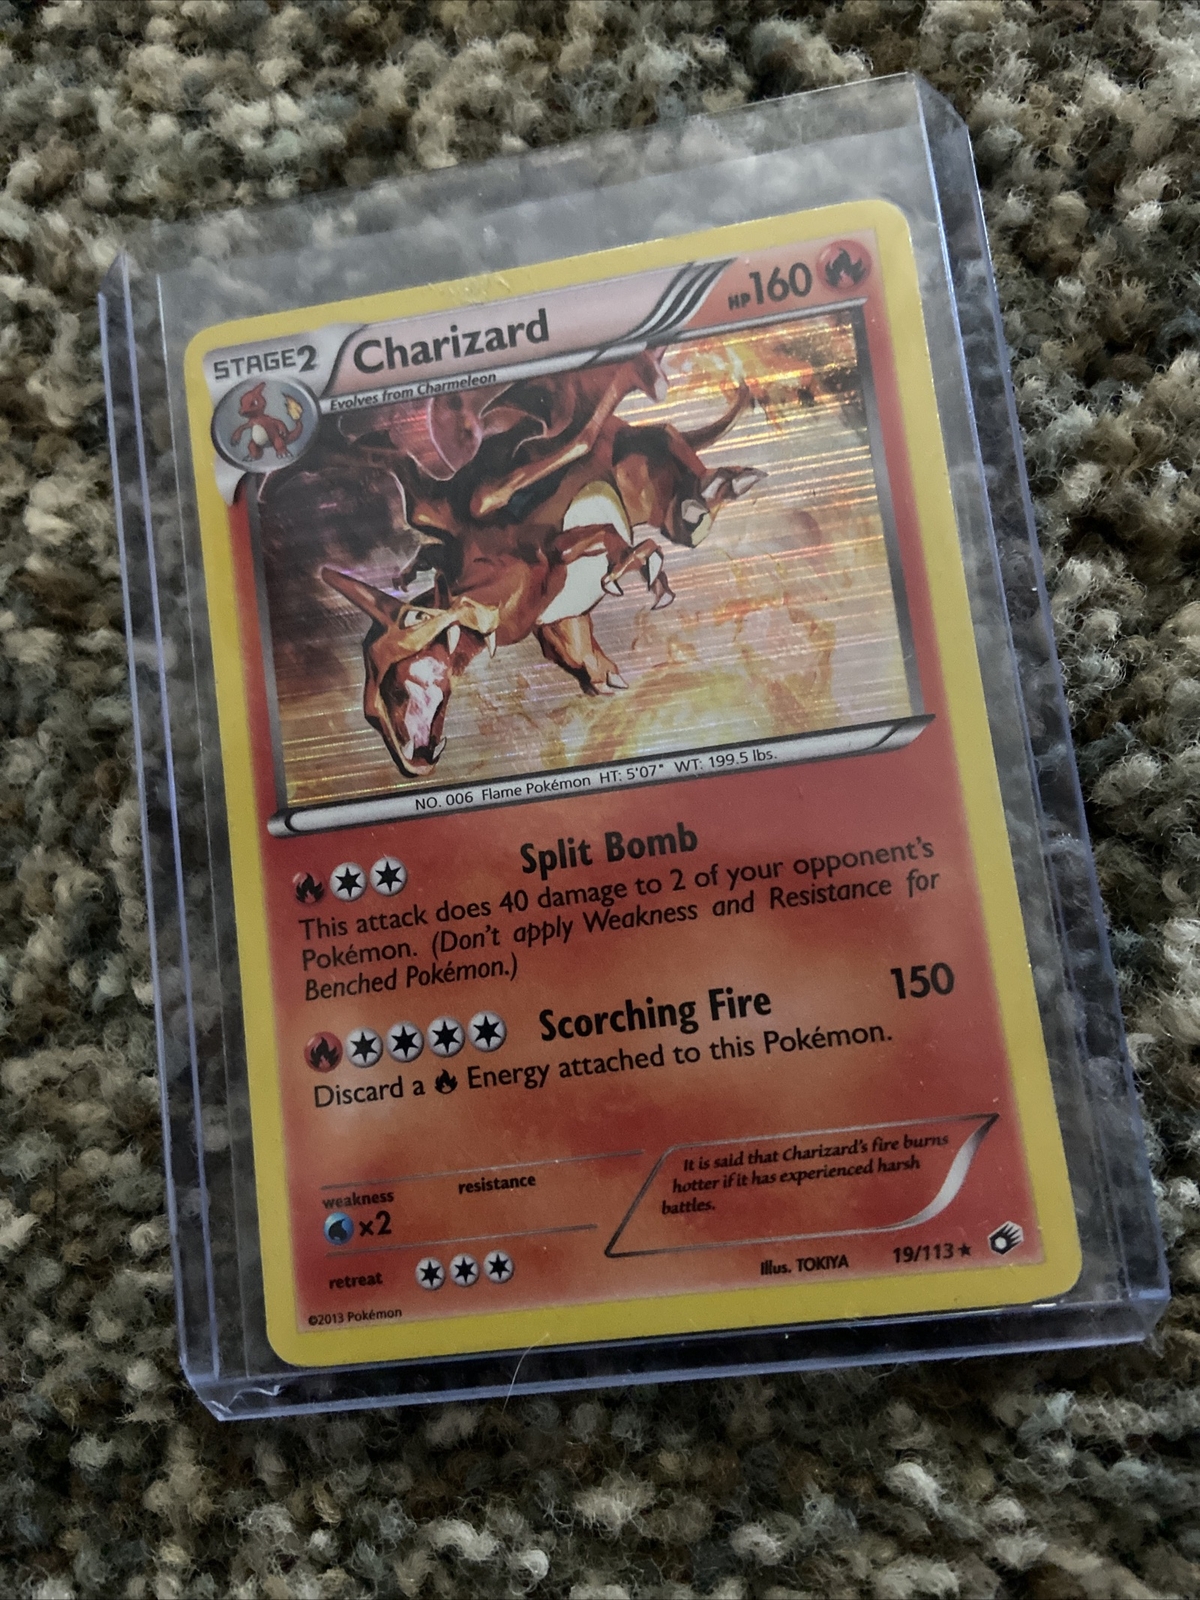 STAGE2 Charizard HP160
Evolves from Charmeleon
NO. 006 Flame Pokémon HT: 5'07" WT: 199.5 lbs.
Split Bomb
This attack does 40 damage to 2 of your opponent's
Pokémon. (Don't apply Weakness and Resistance for
Benched Pokémon.)
Scorching Fire 150
Discard a Energy attached to this Pokémon.
weakness resistance
x2
It is said that Charizard's fire burns
hotter if it has experienced harsh
battles.
retreat
Illus. TOKIYA 19/113
©2013 Pokémon